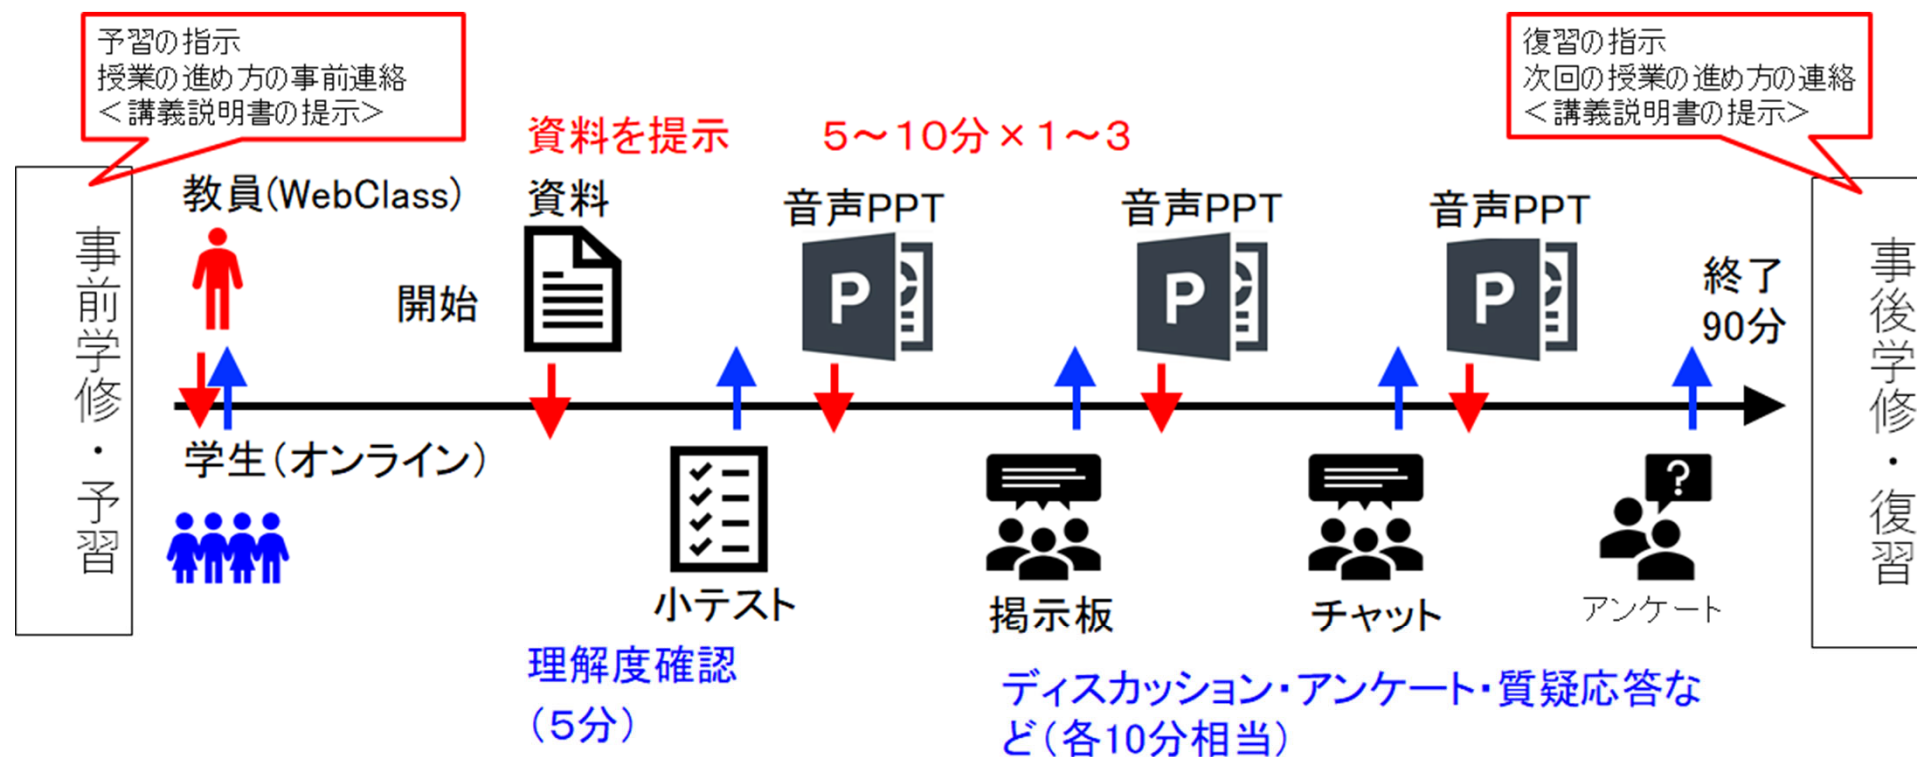 予習の指示
授業の進め方の事前連絡
＜講義説明書の提示＞
復習の指示
次回の授業の進め方の連絡
＜講義説明書の提示＞
資料を提示
5～10分×1～3
事前学修・予習
教員(WebClass)
資料
音声PPT
音声PPT
音声PPT
開始
P
P
P
終了
90分
事後学修・復習
学生(オンライン)
?
小テスト
掲示板
チャット
アンケート
理解度確認
(5分)
ディスカッション・アンケート・質疑応答な
ど(各10分相当)